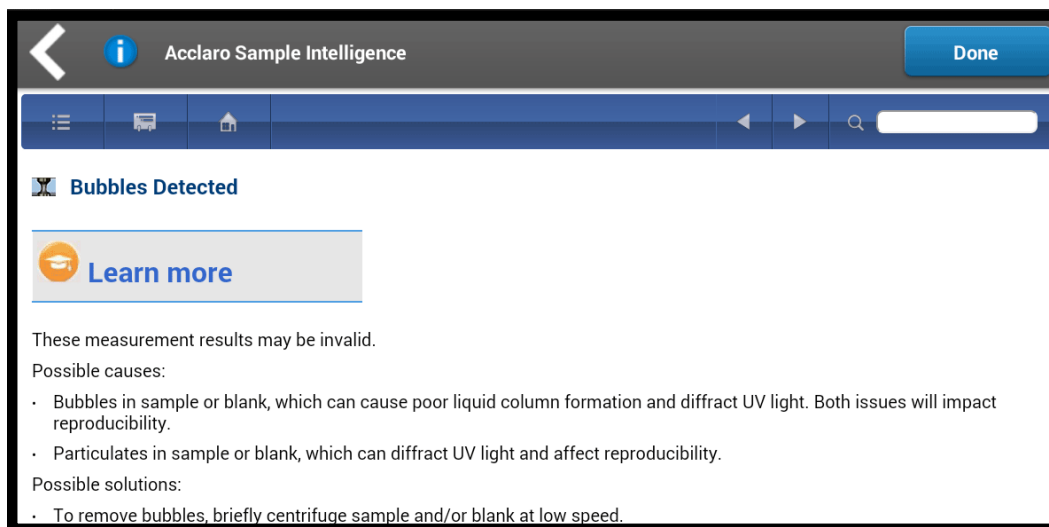 Acclaro Sample Intelligence
Done
Bubbles Detected
Learn more
These measurement results may be invalid.
Possible causes:
· Bubbles in sample or blank, which can cause poor liquid column formation and diffract UV light. Both issues will impact
reproducibility.
· Particulates in sample or blank, which can diffract UV light and affect reproducibility.
Possible solutions:
· To remove bubbles, briefly centrifuge sample and/or blank at low speed.